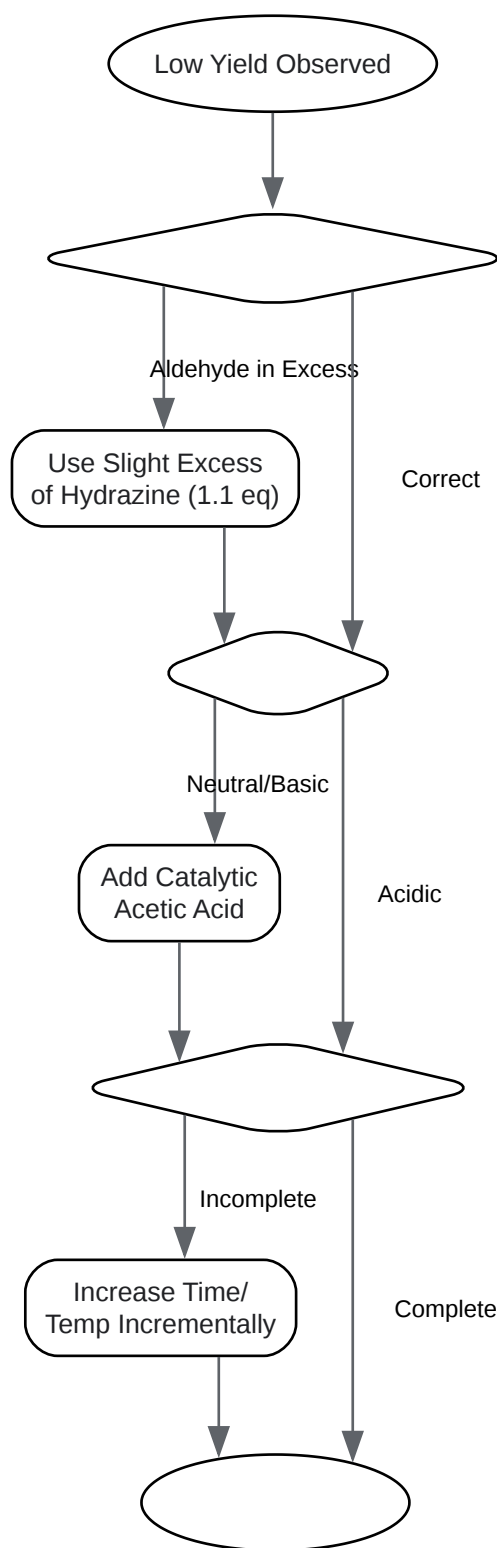 Low Yield Observed
Aldehyde in Excess
Use Slight Excess
of Hydrazine (1.1 eq)
Correct
Neutral/Basic
Add Catalytic
Acetic Acid
Acidic
Incomplete
Increase Time/
Temp Incrementally
Complete